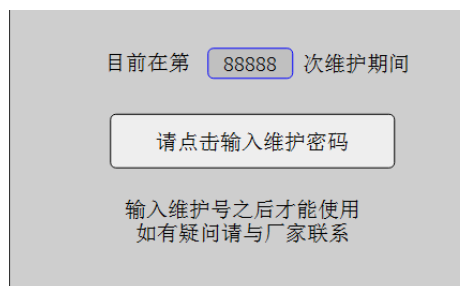 目前在第 88888 次维护期间
请点击输入维护密码
输入维护号之后才能使用
如有疑问请与厂家联系